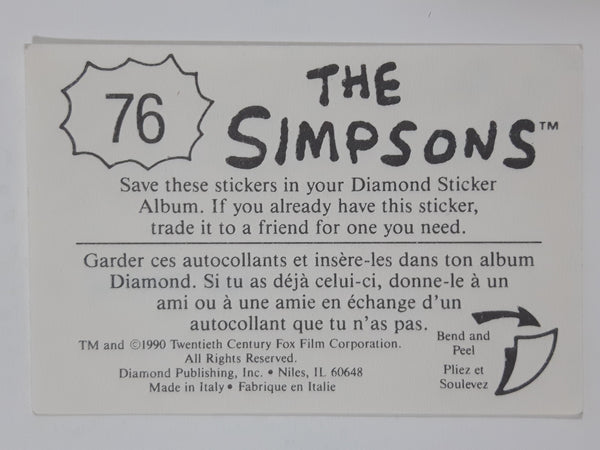 76
THE
SIMPSONS™
Save these stickers in your Diamond Sticker
Album. If you already have this sticker,
trade it to a friend for one you need.
Garder ces autocollants et insère-les dans ton album
Diamond. Si tu as déjà celui-ci, donne-le à un
ami ou à une amie en échange d'un
autocollant que tu n'as pas.
TM and ©1990 Twentieth Century Fox Film Corporation.
All Rights Reserved.
Diamond Publishing, Inc. • Niles, IL 60648
Made in Italy • Fabrique en Italie
Bend and
Peel
Pliez et
Soulevez